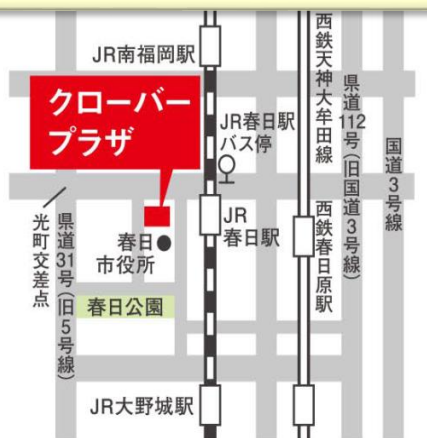 JR南福岡駅
クローバー
プラザ
JR春日駅
バス停
西鉄天神大牟田線
県道112号(旧国道3号線)
国道3号線
光町交差点
県道31号(旧5号線)
春日
市役所
JR
春日駅
西鉄春日原駅
春日公園
JR大野城駅